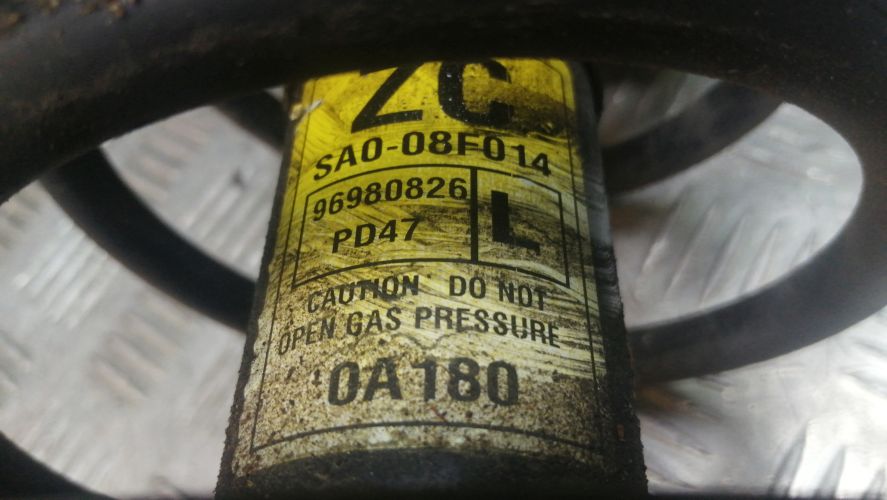 ZC
SA0-08F014
96980826
PD47
L
CAUTION DO NOT
OPEN GAS PRESSURE
0A180